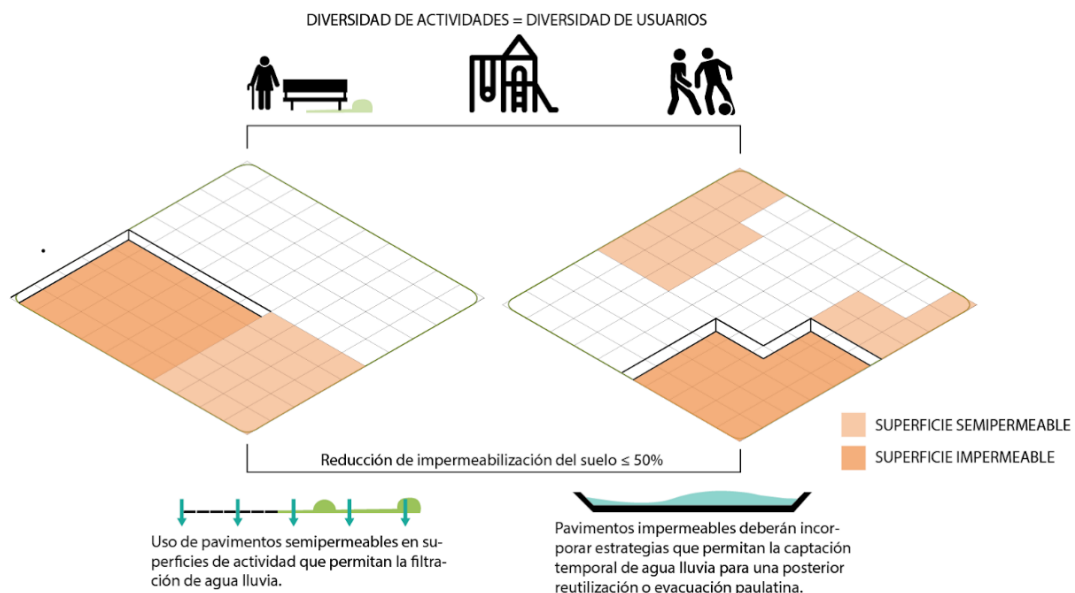 DIVERSIDAD DE ACTIVIDADES = DIVERSIDAD DE USUARIOS
SUPERFICIE SEMIPERMEABLE
SUPERFICIE IMPERMEABLE
Reducción de impermeabilización del suelo ≤ 50%
Uso de pavimentos semipermeables en su-
perficies de actividad que permitan la filtra-
ción de agua lluvia.
Pavimentos impermeables deberán incor-
porar estrategias que permitan la captación
temporal de agua lluvia para una posterior
reutilización o evacuación paulatina.